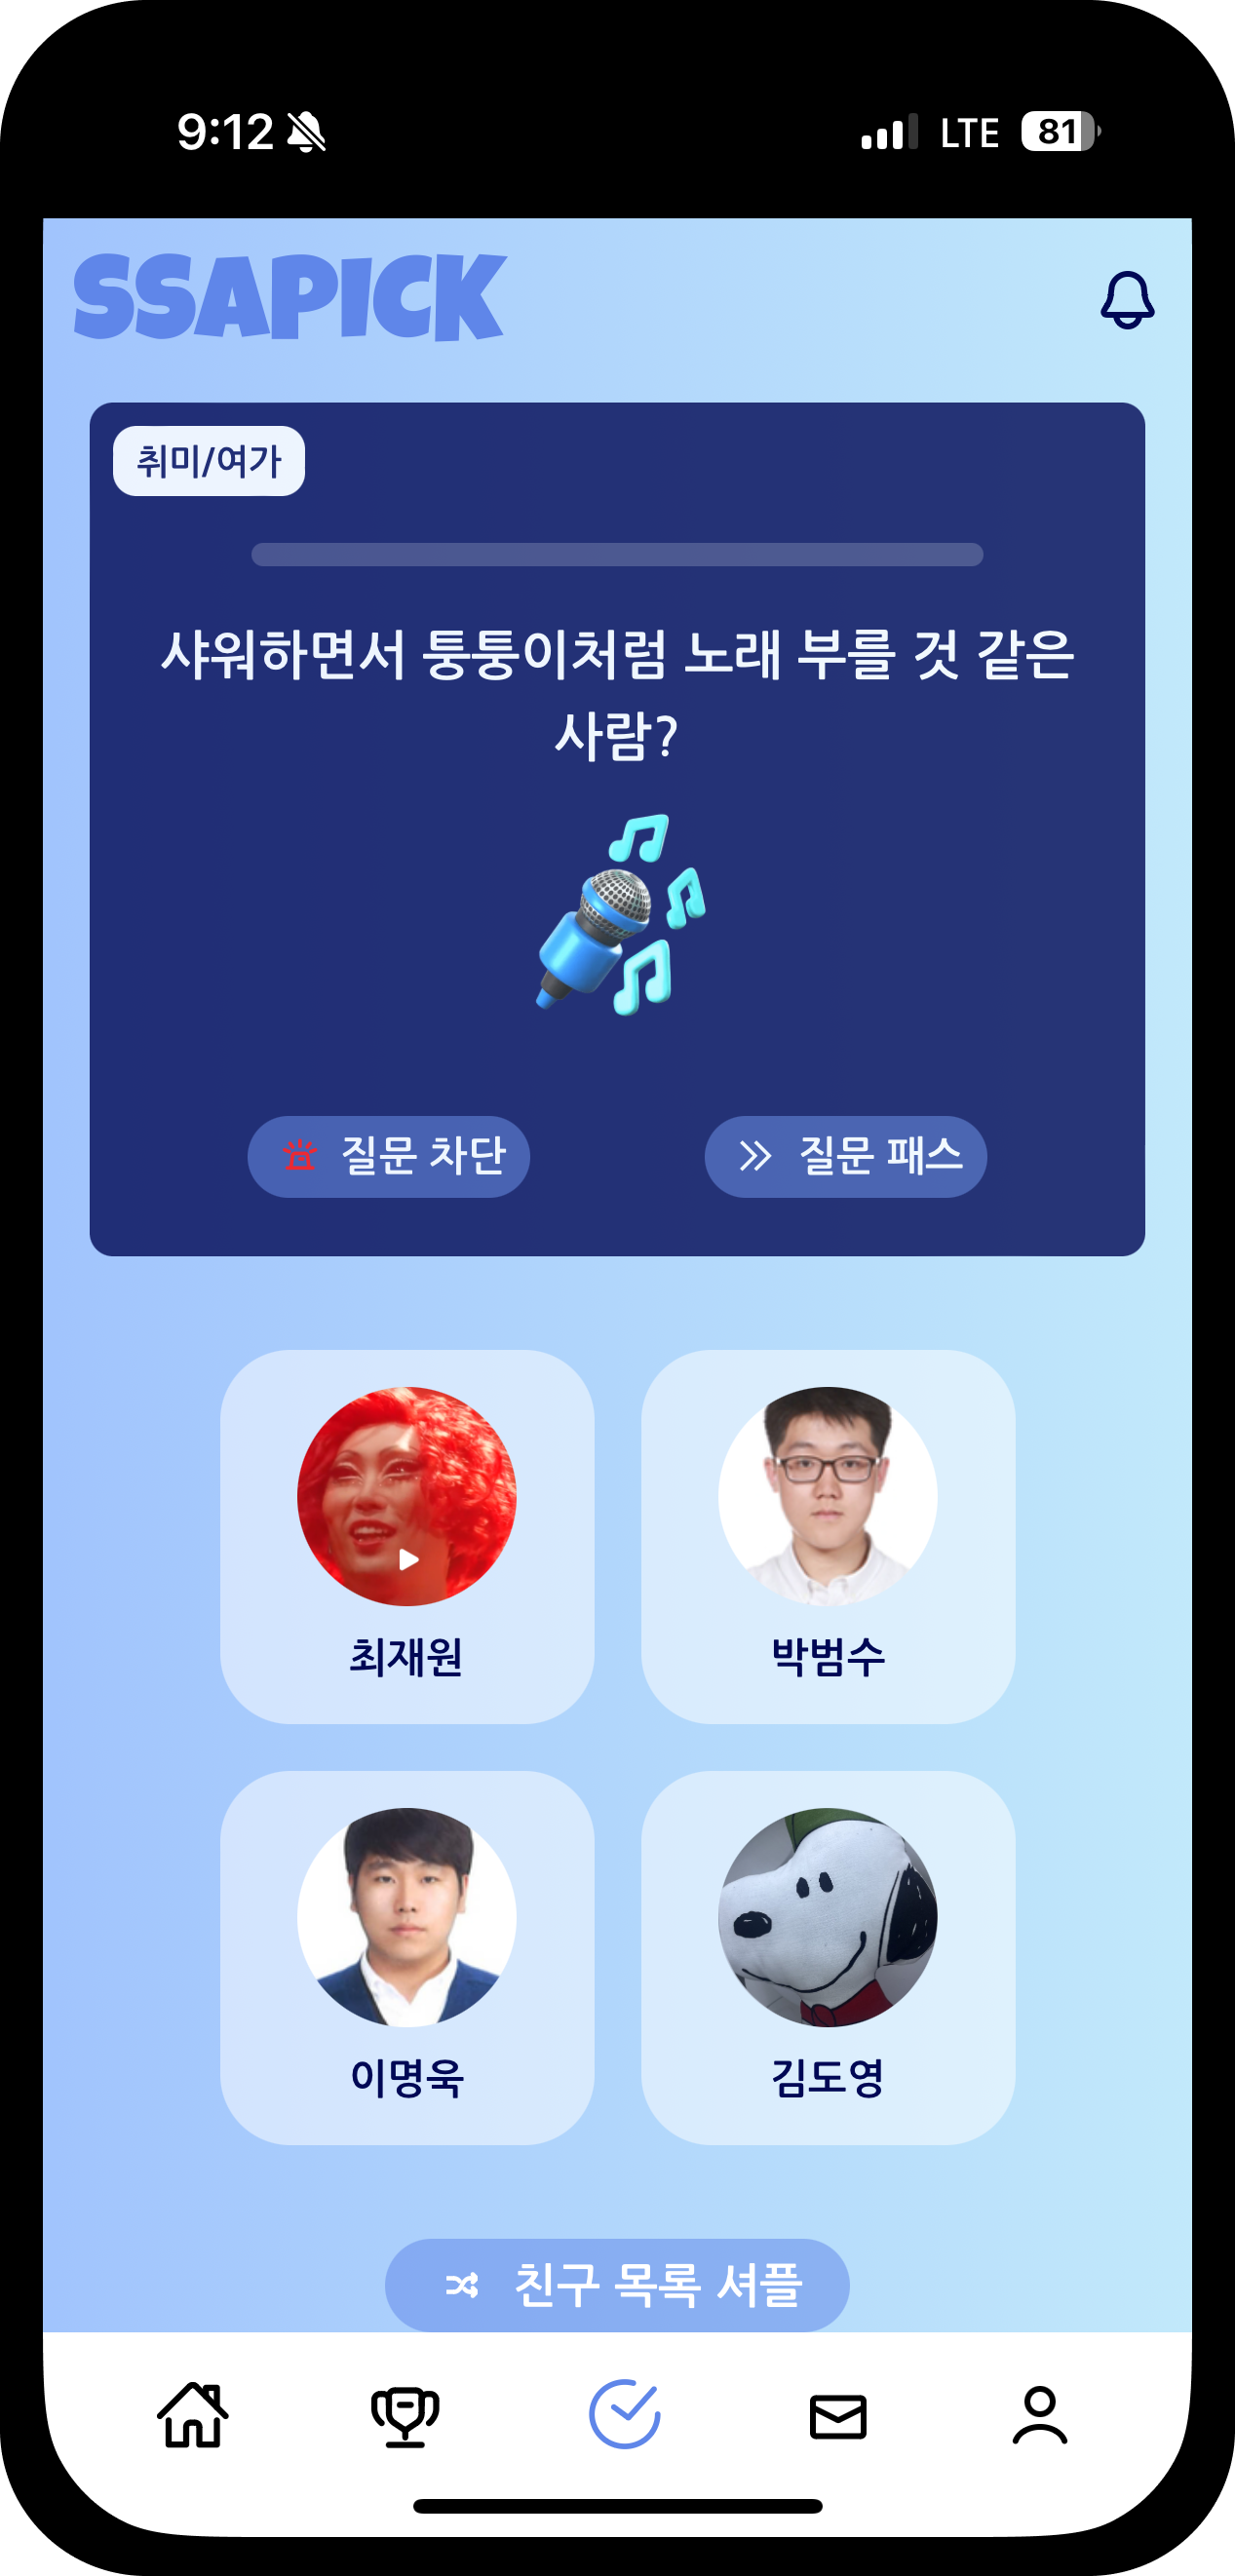 9:12
LTE 81
SSAPICK
취미/여가
샤워하면서 퉁퉁이처럼 노래 부를 것 같은
사람?
질문 차단
질문 패스
최재원
박범수
이명욱
김도영
친구 목록 셔플